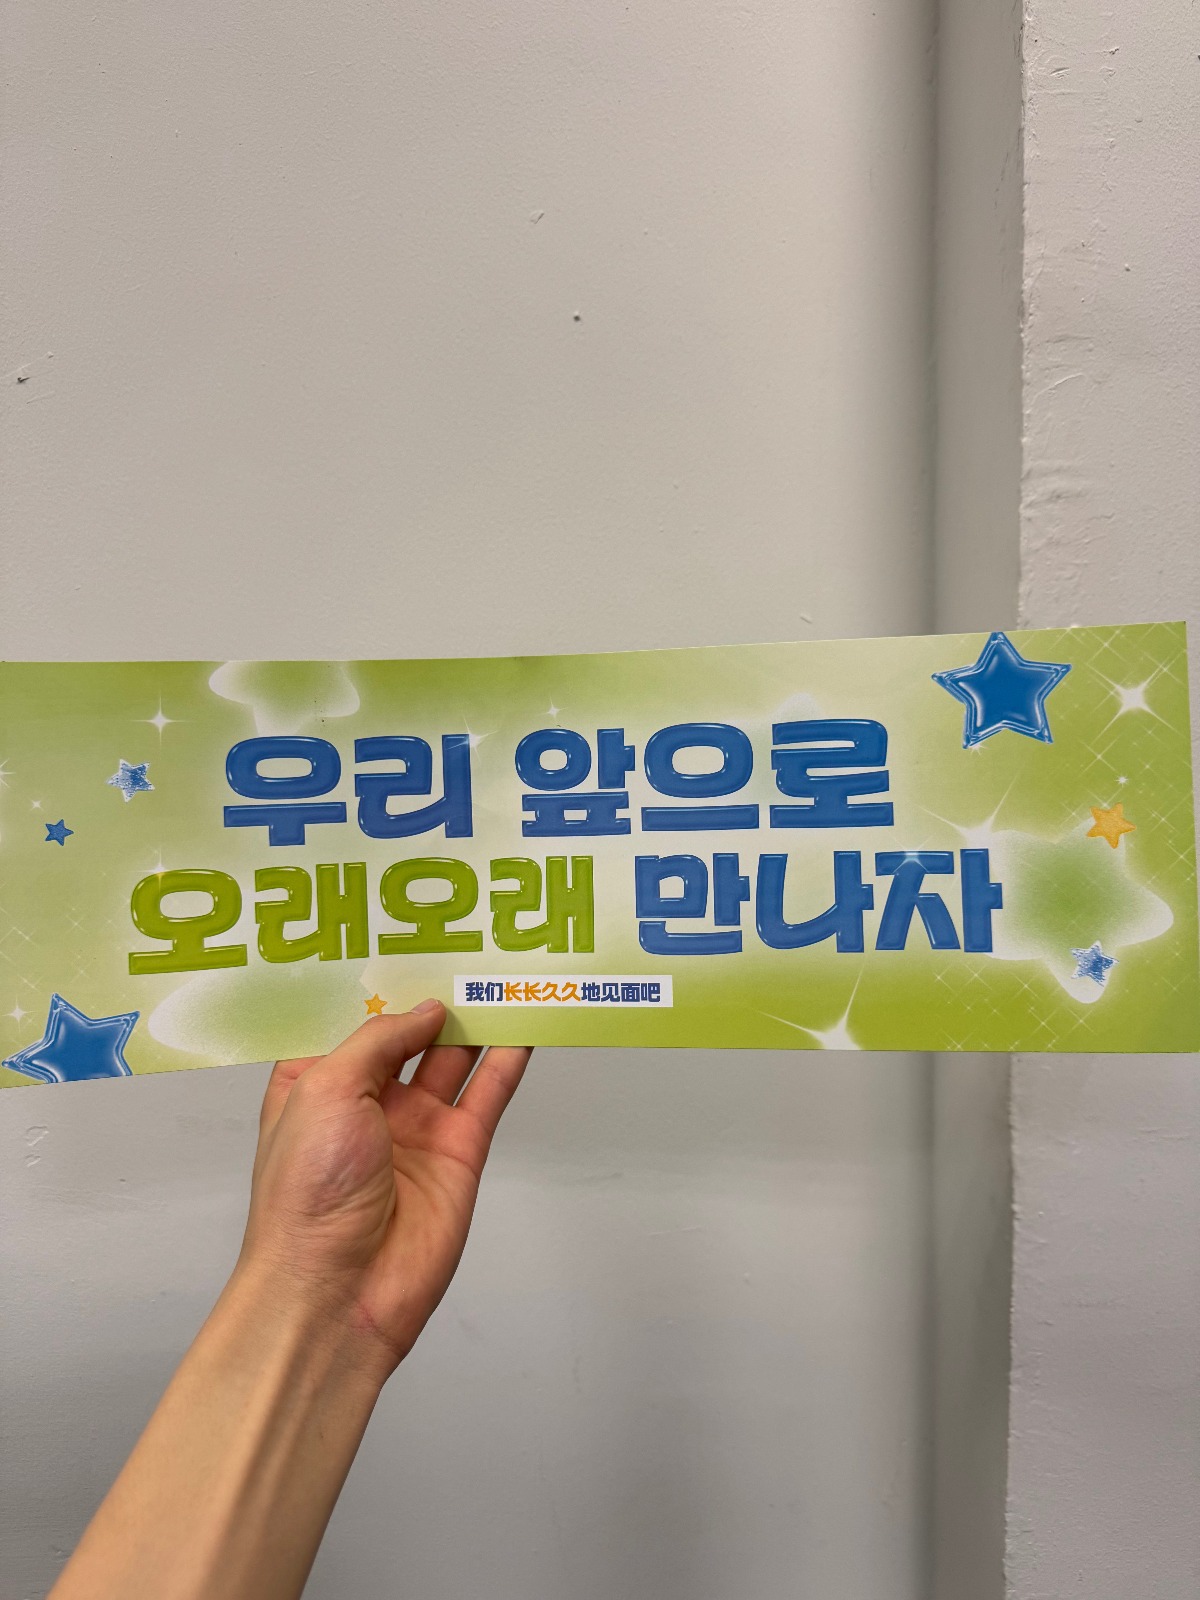 우리 앞으로
오래오래 만나자
我们长长久久地见面吧